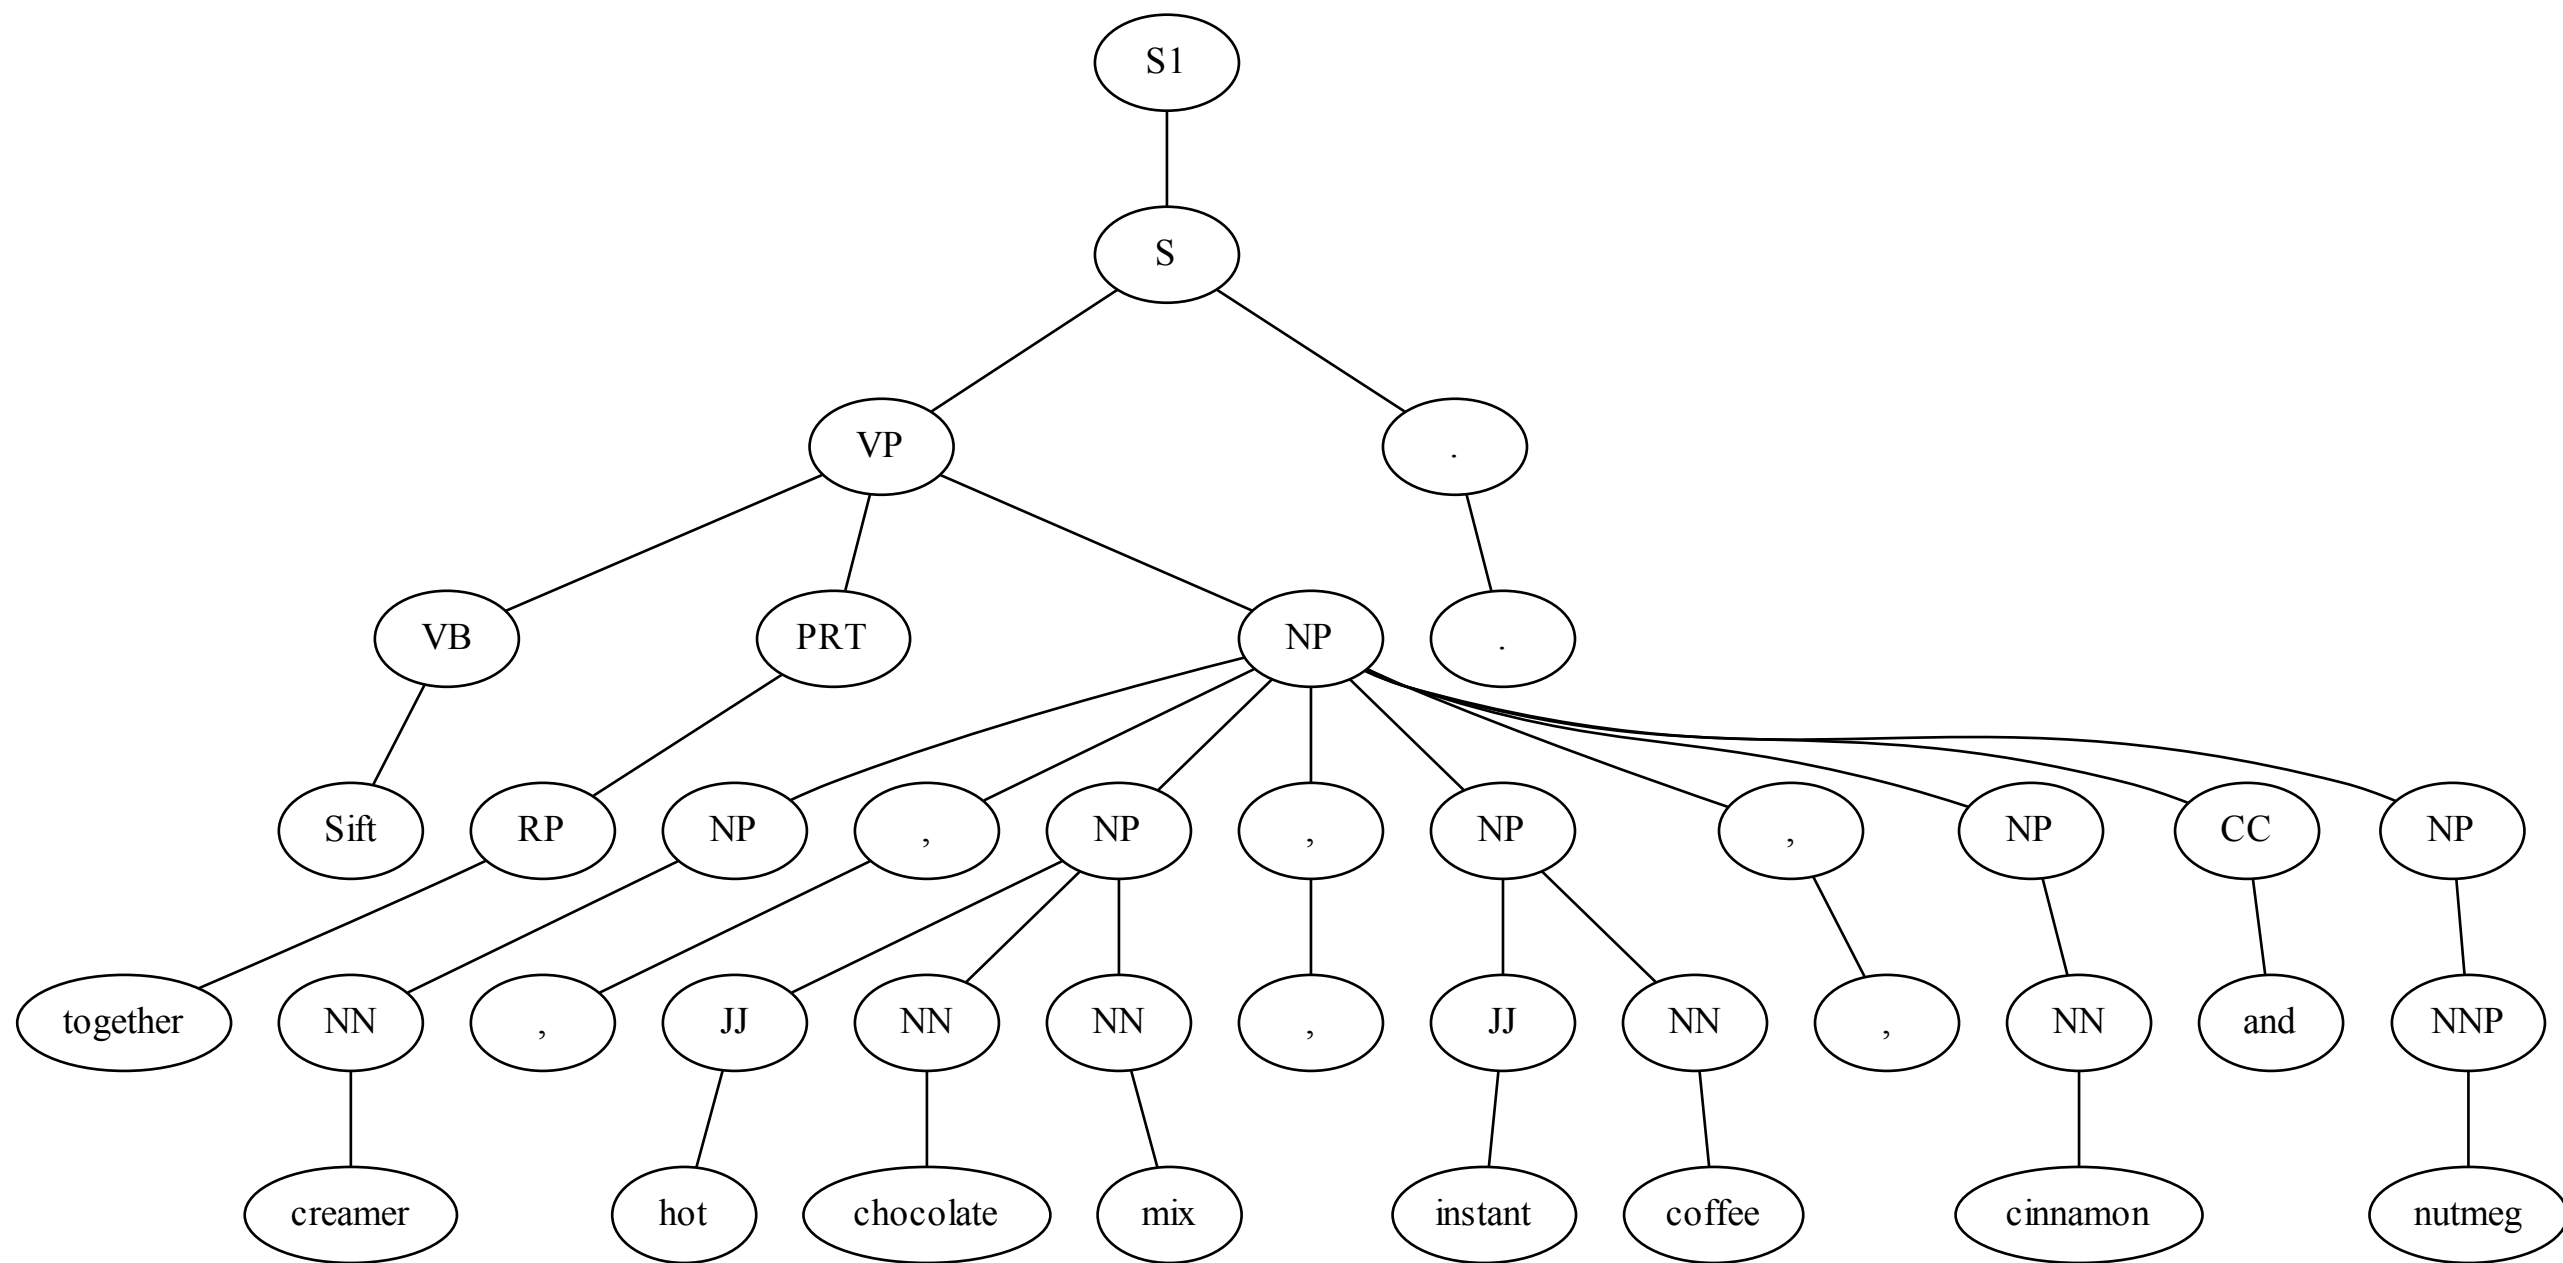 S1
S
VP .
VB PRT NP .
Sift RP NP , NP , NP , NP CC NP
together NN , JJ NN NN , JJ NN , NN and NNP
creamer hot chocolate mix instant coffee cinnamon nutmeg